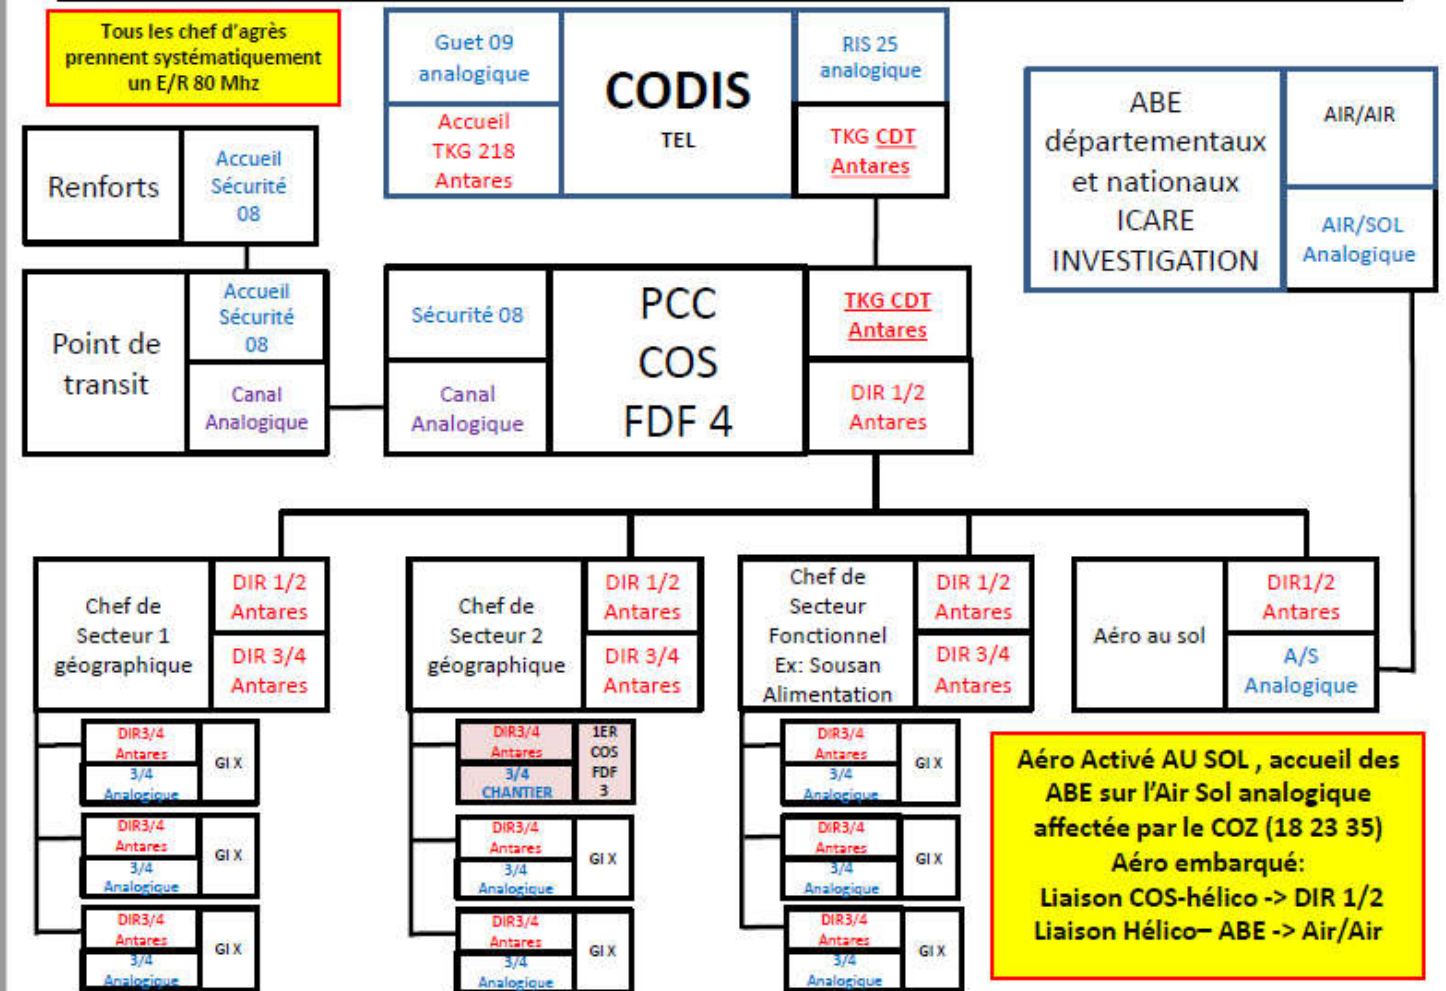 Tous les chef d'agrès
prennent systématiquement
un E/R 80 Mhz
Guet 09
analogique
Accueil
TKG 218
Antares
CODIS
TEL
RIS 25
analogique
TKG CDT
Antares
ABE
départementaux
et nationaux
ICARE
INVESTIGATION
AIR/AIR
AIR/SOL
Analogique
Renforts
Accueil
Sécurité
08
Point de
transit
Accueil
Sécurité
08
Canal
Analogique
Sécurité 08
Canal
Analogique
PCC
COS
FDF 4
TKG CDT
Antares
DIR 1/2
Antares
Chef de
Secteur 1
géographique
DIR 1/2
Antares
DIR 3/4
Antares
Chef de
Secteur 2
géographique
DIR 1/2
Antares
DIR 3/4
Antares
Chef de
Secteur
Fonctionnel
Ex: Sousan
Alimentation
DIR 1/2
Antares
DIR 3/4
Antares
Aéro au sol
DIR1/2
Antares
A/S
Analogique
DIR3/4
Antares
3/4
Analogique
GI X
DIR3/4
Antares
3/4
Analogique
GI X
DIR3/4
Antares
3/4
Analogique
GI X
DIR3/4
Antares
3/4
CHANTIER
1ER
COS
FDF
3
DIR3/4
Antares
3/4
Analogique
GI X
DIR3/4
Antares
3/4
Analogique
GI X
DIR3/4
Antares
3/4
Analogique
GI X
DIR3/4
Antares
3/4
Analogique
GI X
DIR3/4
Antares
3/4
Analogique
GI X
Aéro Activé AU SOL , accueil des
ABE sur l'Air Sol analogique
affectée par le COZ (18 23 35)
Aéro embarqué:
Liaison COS-hélico -> DIR 1/2
Liaison Hélico– ABE -> Air/Air